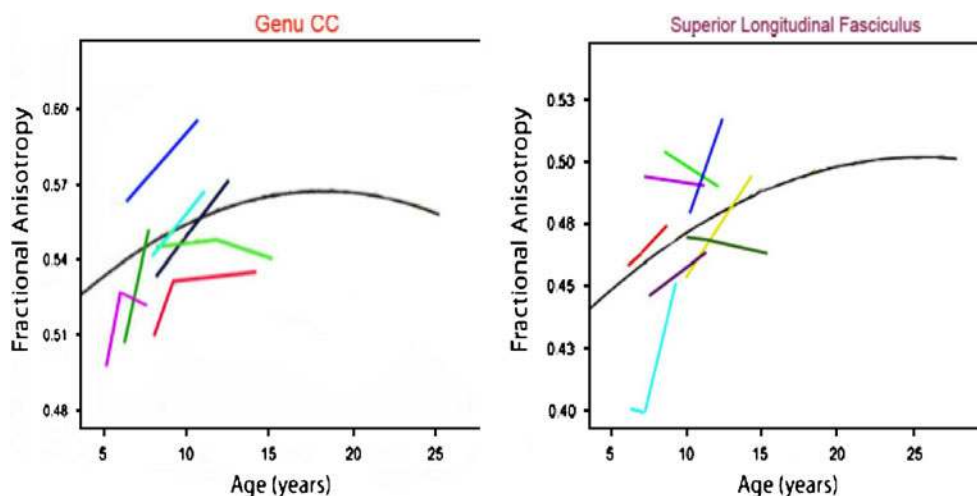 Genu CC
Fractional Anisotropy
0.60
0.57
0.54
0.51
0.48
5 10 15 20 25
Age (years)
Superior Longitudinal Fasciculus
Fractional Anisotropy
0.53
0.50
0.48
0.45
0.43
0.40
5 10 15 20 25
Age (years)